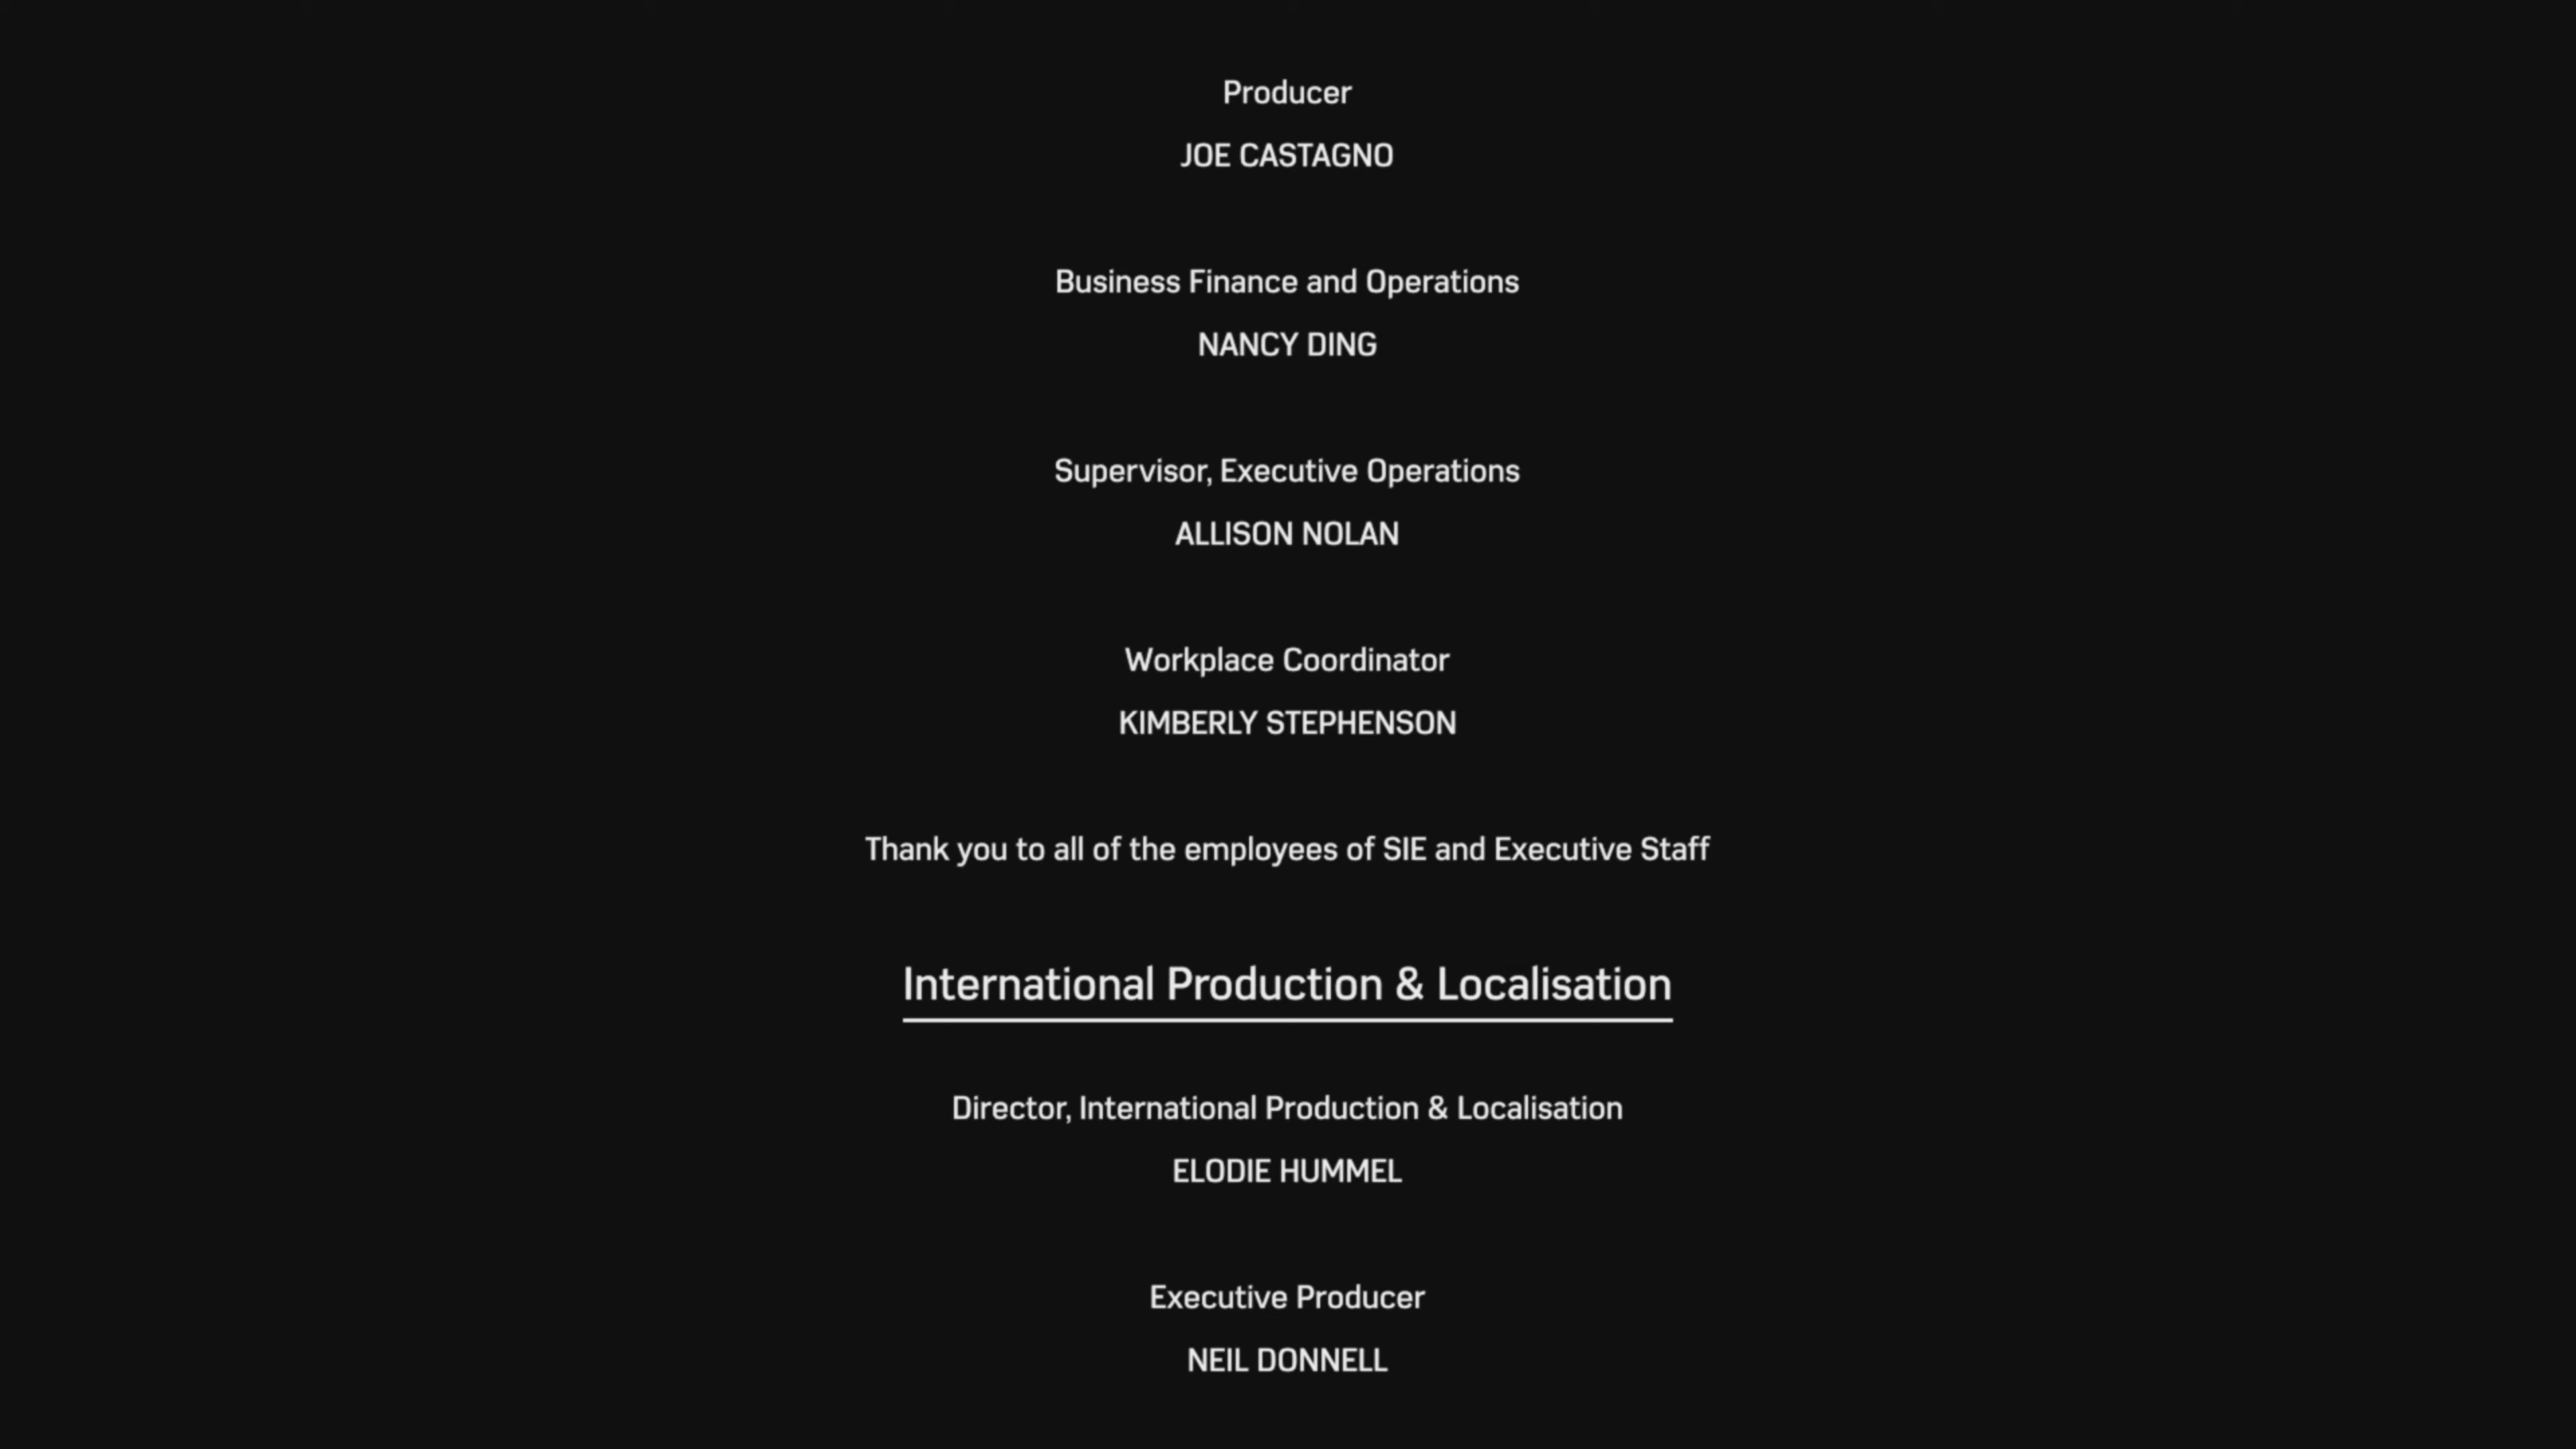 Producer
JOE CASTAGNO
Business Finance and Operations
NANCY DING
Supervisor, Executive Operations
ALLISON NOLAN
Workplace Coordinator
KIMBERLY STEPHENSON
Thank you to all of the employees of SIE and Executive Staff
International Production & Localisation
Director, International Production & Localisation
ELODIE HUMMEL
Executive Producer
NEIL DONNELL